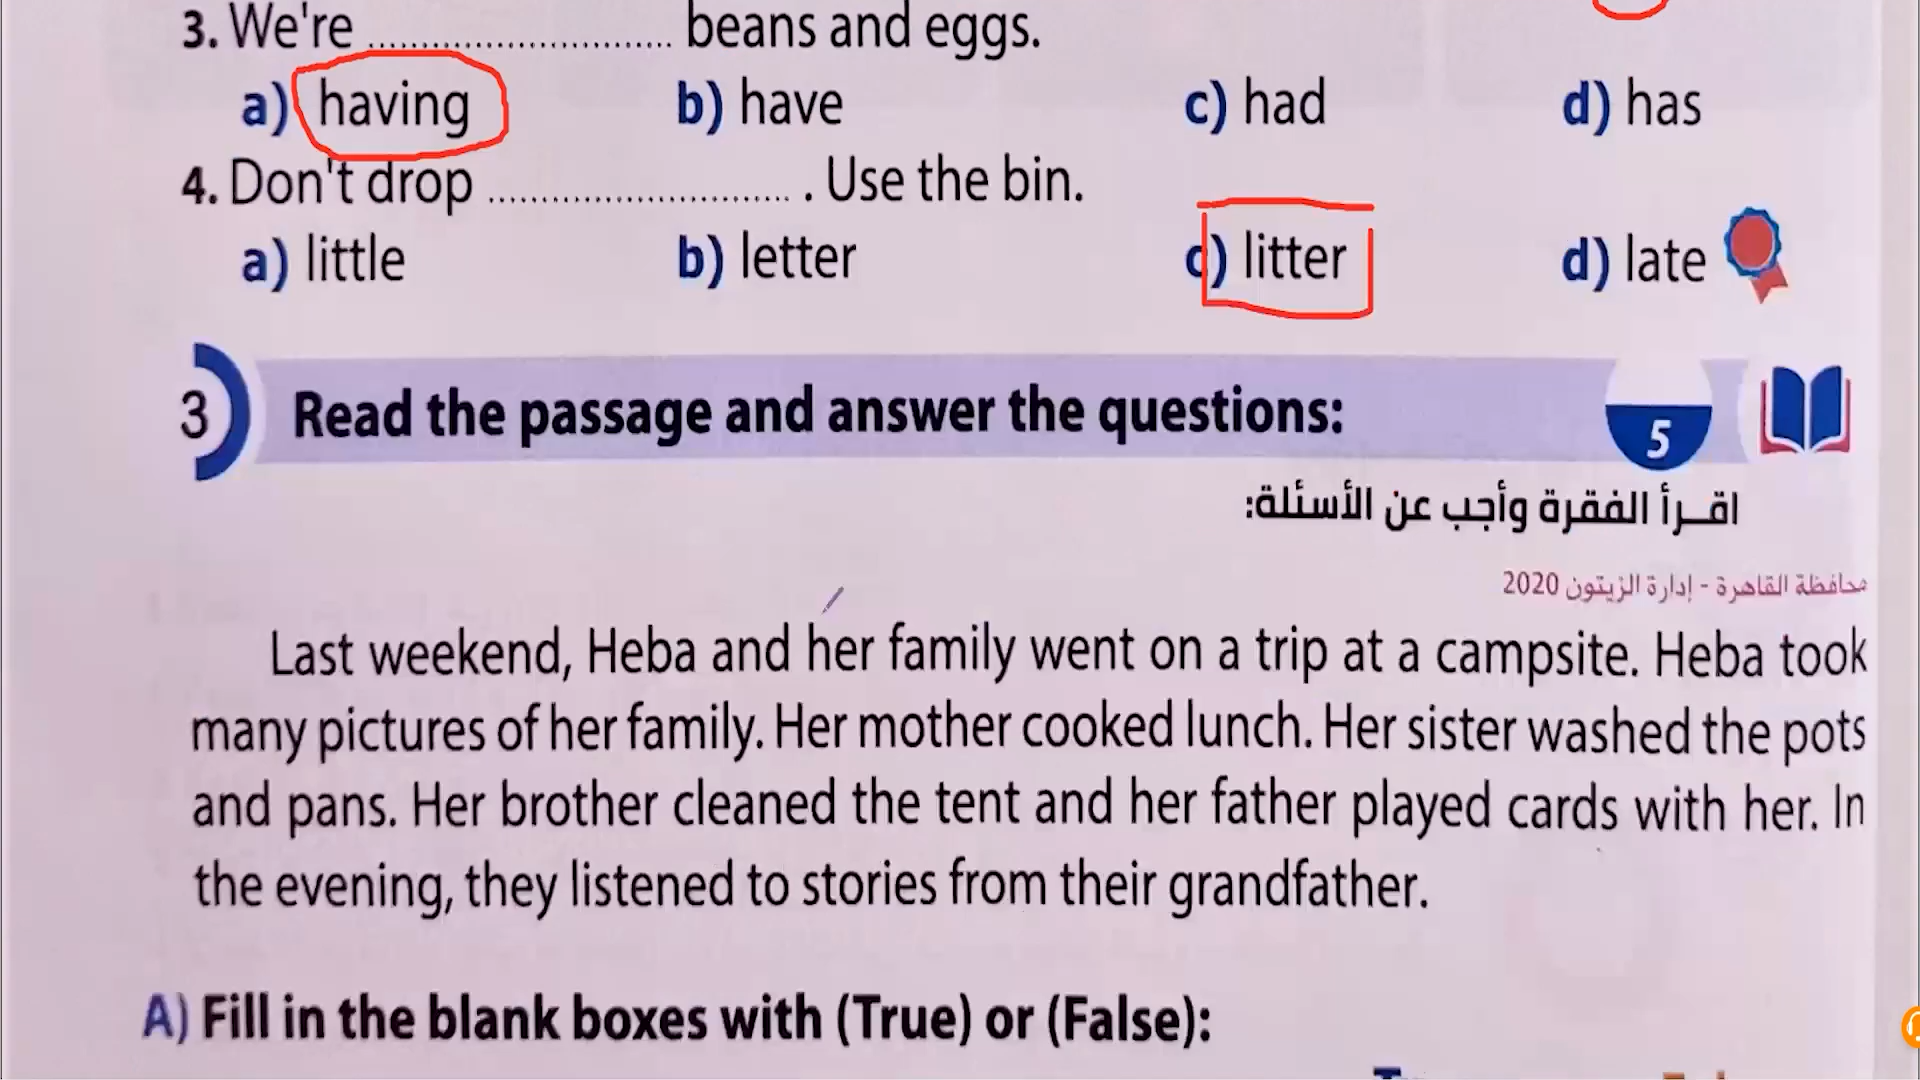 3. We're .............................. beans and eggs.
a) having b) have c) had d) has
4. Don't drop .............................. . Use the bin.
a) little b) letter c) litter d) late
3 Read the passage and answer the questions: 5
اقــرأ الفقرة وأجب عن الأسئلة:
محافظة القاهرة - إدارة الزيتون 2020
Last weekend, Heba and her family went on a trip at a campsite. Heba took
many pictures of her family. Her mother cooked lunch. Her sister washed the pots
and pans. Her brother cleaned the tent and her father played cards with her. In
the evening, they listened to stories from their grandfather.
A) Fill in the blank boxes with (True) or (False):